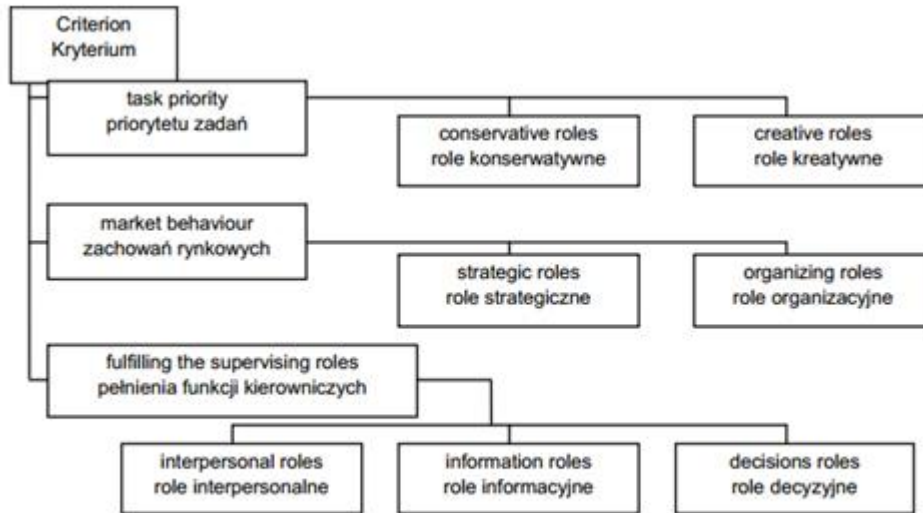 Criterion
Kryterium
task priority
priorytetu zadań
conservative roles
role konserwatywne
creative roles
role kreatywne
market behaviour
zachowań rynkowych
strategic roles
role strategiczne
organizing roles
role organizacyjne
fulfilling the supervising roles
pełnienia funkcji kierowniczych
interpersonal roles
role interpersonalne
information roles
role informacyjne
decisions roles
role decyzyjne